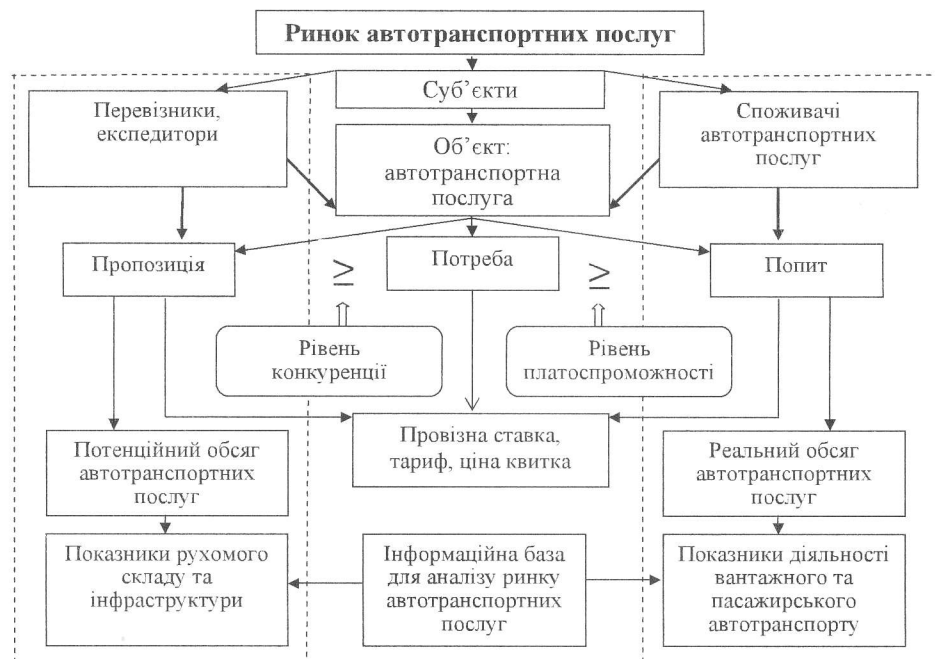 Ринок автотранспортних послуг
Суб’єкти
Перевізники,
експедитори
Споживачі
автотранспортних
послуг
Об’єкт:
автотранспортна
послуга
Пропозиція
≥
Потреба
≥
Попит
Рівень
конкуренції
Рівень
платоспроможності
Провізна ставка,
тариф, ціна квитка
Потенційний обсяг
автотранспортних
послуг
Реальний обсяг
автотранспортних
послуг
Показники рухомого
складу та
інфраструктури
Інформаційна база
для аналізу ринку
автотранспортних
послуг
Показники діяльності
вантажного та
пасажирського
автотранспорту